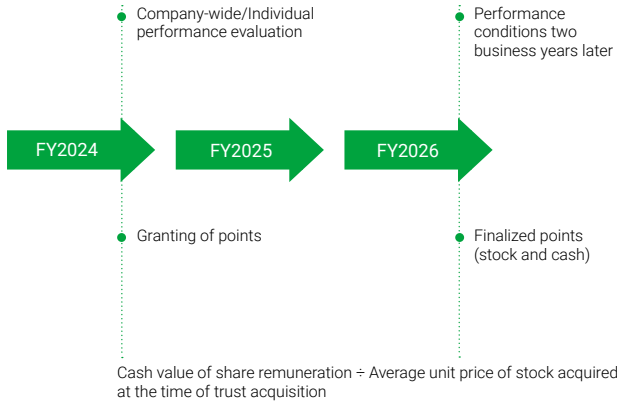 Company-wide/Individual
performance evaluation
Performance
conditions two
business years later
FY2024
FY2025
FY2026
Granting of points
Finalized points
(stock and cash)
Cash value of share remuneration ÷ Average unit price of stock acquired
at the time of trust acquisition